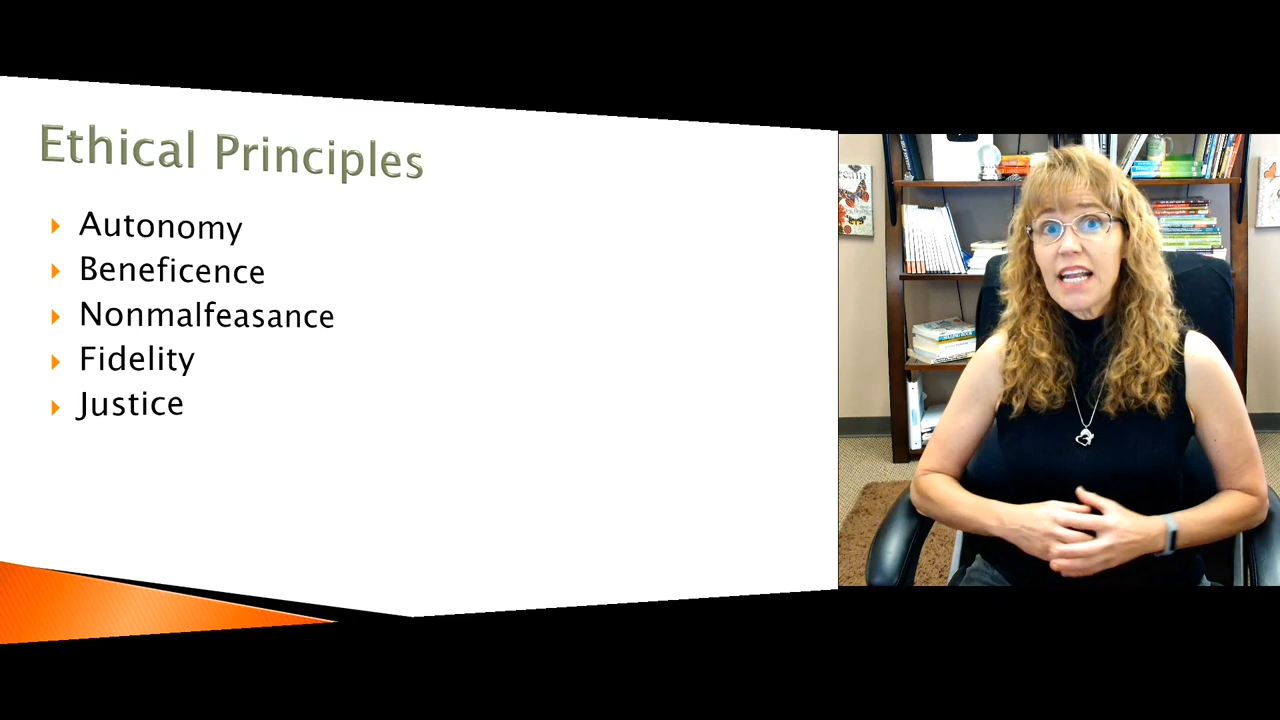 Ethical Principles
Autonomy
Beneficence
Nonmalfeasance
Fidelity
Justice